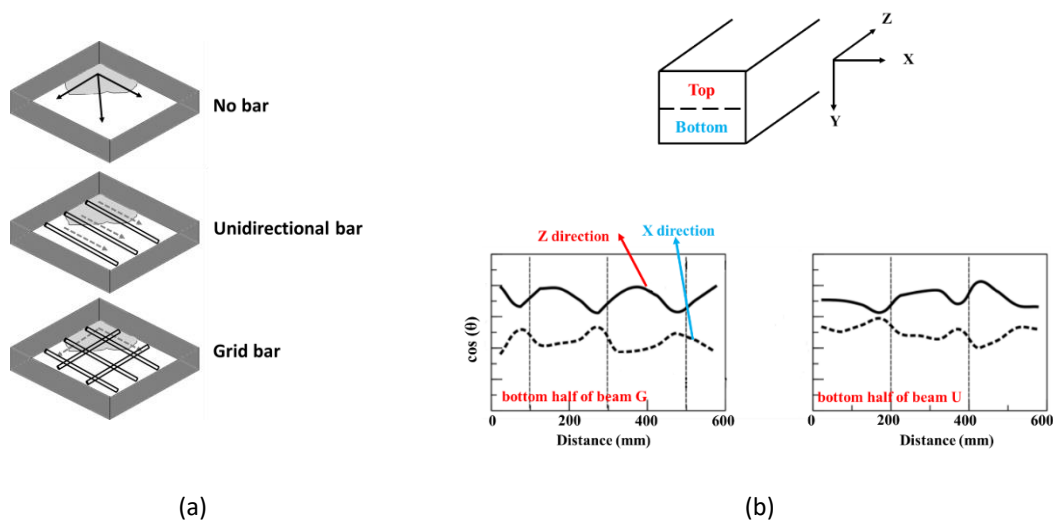 No bar
Unidirectional bar
Grid bar
(a)
Z
X
Y
Top
Bottom
Z direction
X direction
cos (θ)
bottom half of beam G
0 200 400 600
Distance (mm)
bottom half of beam U
0 200 400 600
Distance (mm)
(b)